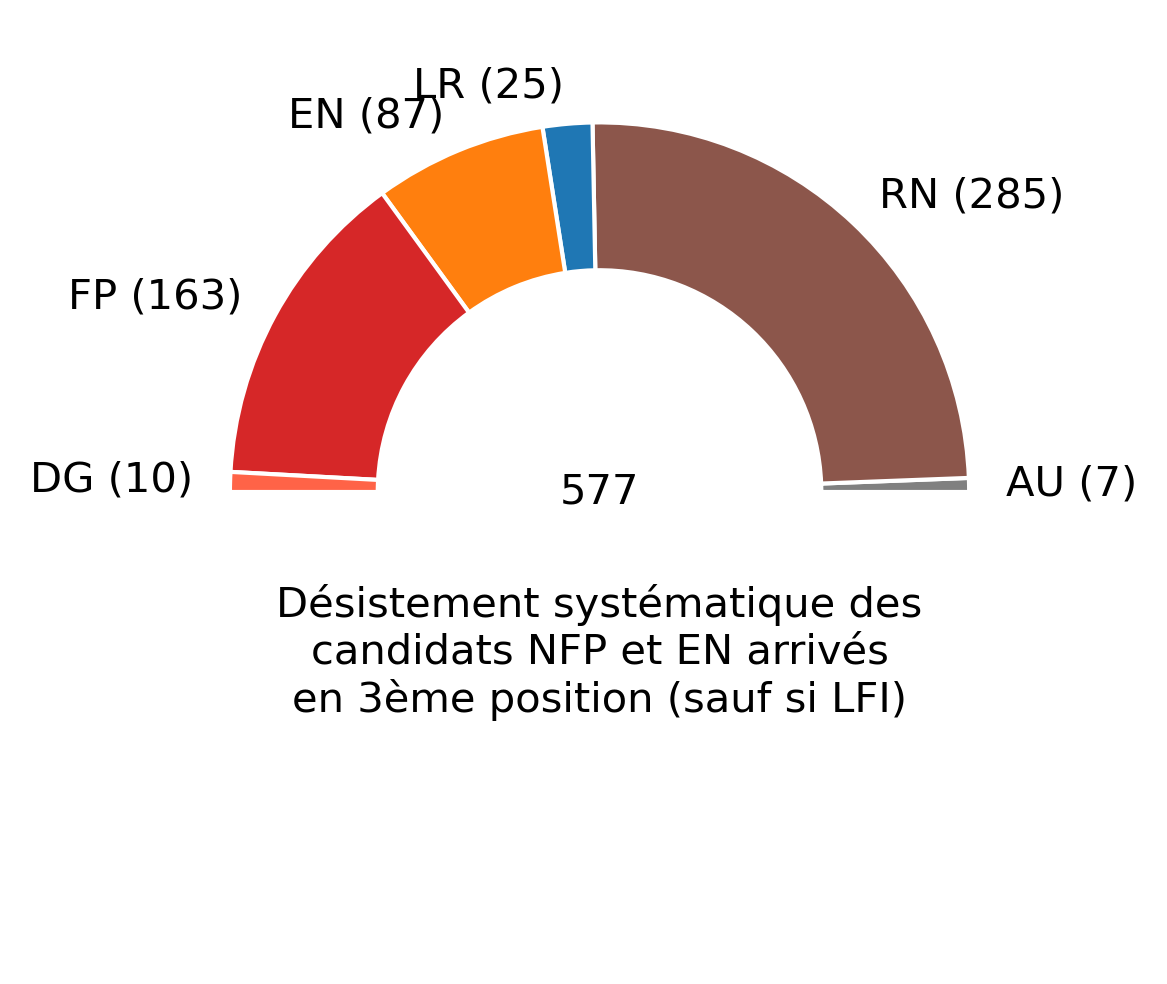 LR (25)
EN (87)
RN (285)
FP (163)
DG (10)
577
AU (7)
Désistement systématique des
candidats NFP et EN arrivés
en 3ème position (sauf si LFI)